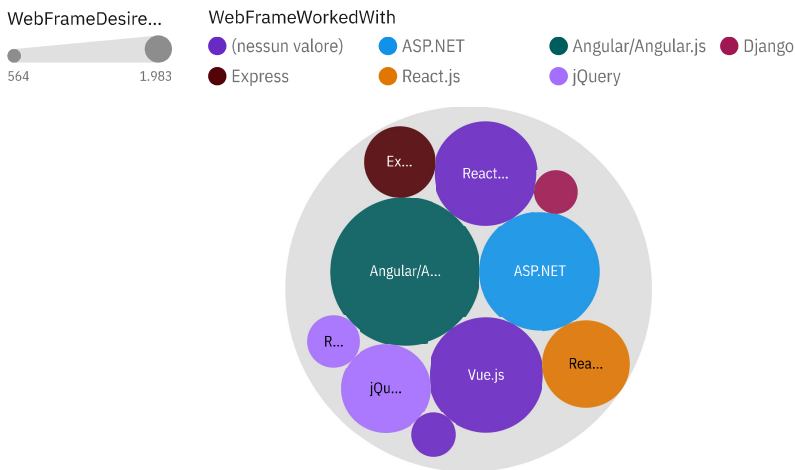 WebFrameDesire...
564
1.983
WebFrameWorkedWith
(nessun valore)
ASP.NET
Angular/Angular.js
Django
Express
React.js
jQuery
Ex...
React...
Angular/A...
ASP.NET
R...
Rea...
jQu...
Vue.js